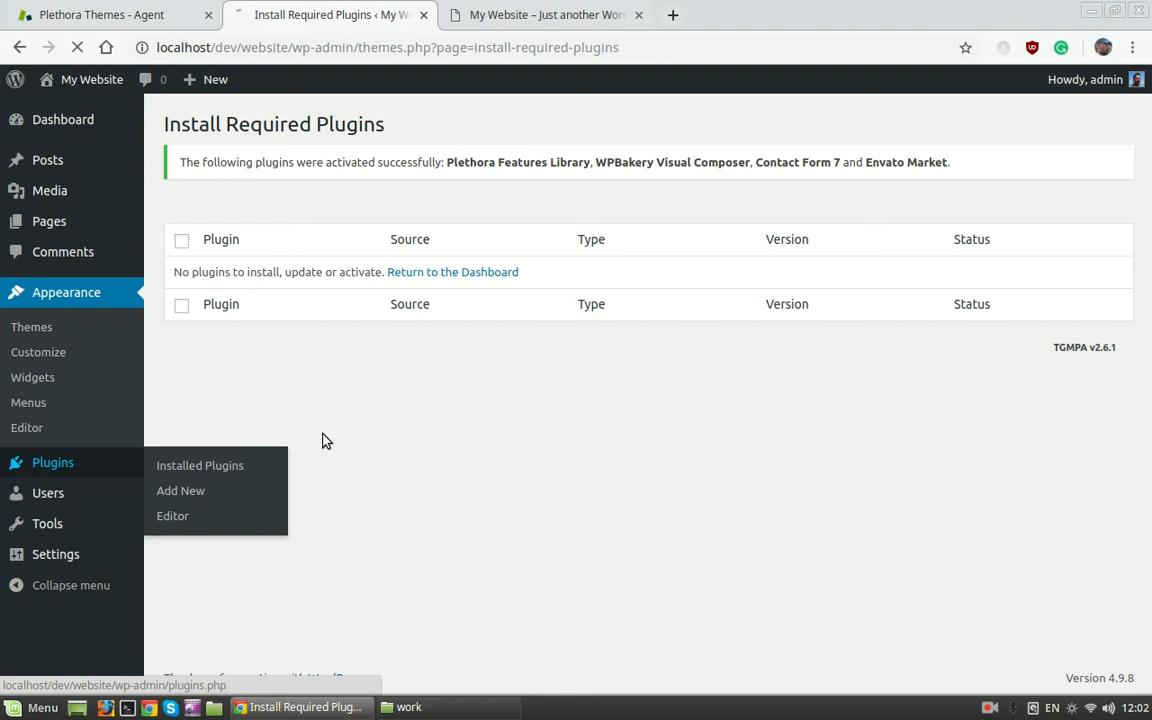 Plethora Themes - Agent
Install Required Plugins ‹ My We
My Website – Just another Wor
localhost/dev/website/wp-admin/themes.php?page=install-required-plugins
My Website
0
New
Howdy, admin
Dashboard
Posts
Media
Pages
Comments
Appearance
Themes
Customize
Widgets
Menus
Editor
Plugins
Installed Plugins
Add New
Editor
Users
Tools
Settings
Collapse menu
Install Required Plugins
The following plugins were activated successfully: Plethora Features Library, WPBakery Visual Composer, Contact Form 7 and Envato Market.
Plugin Source Type Version Status
No plugins to install, update or activate. Return to the Dashboard
Plugin Source Type Version Status
TGMPA v2.6.1
Version 4.9.8
localhost/dev/website/wp-admin/plugins.php
Menu
Install Required Plug...
work
EN
12:02